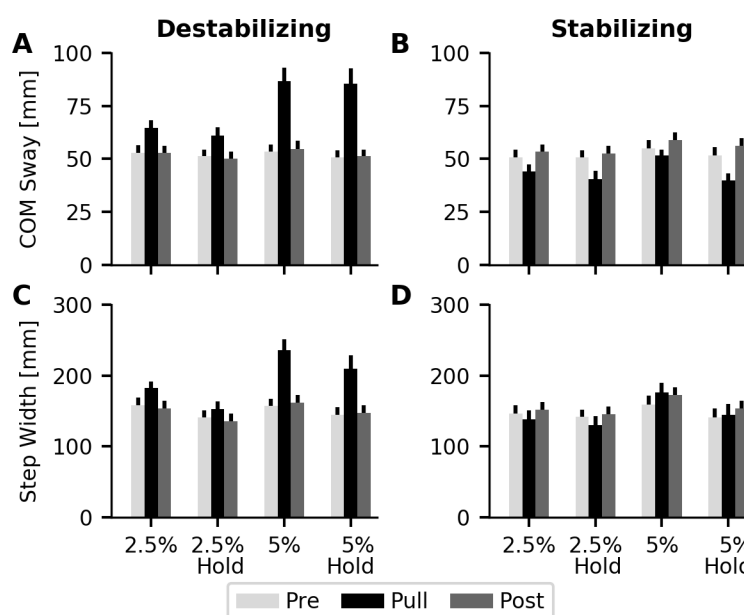 Destabilizing
Stabilizing
A
B
COM Sway [mm]
100
75
50
25
0
100
75
50
25
0
C
D
Step Width [mm]
300
200
100
0
300
200
100
0
2.5%
2.5%
Hold
5%
5%
Hold
2.5%
2.5%
Hold
5%
Pre
Pull
Post